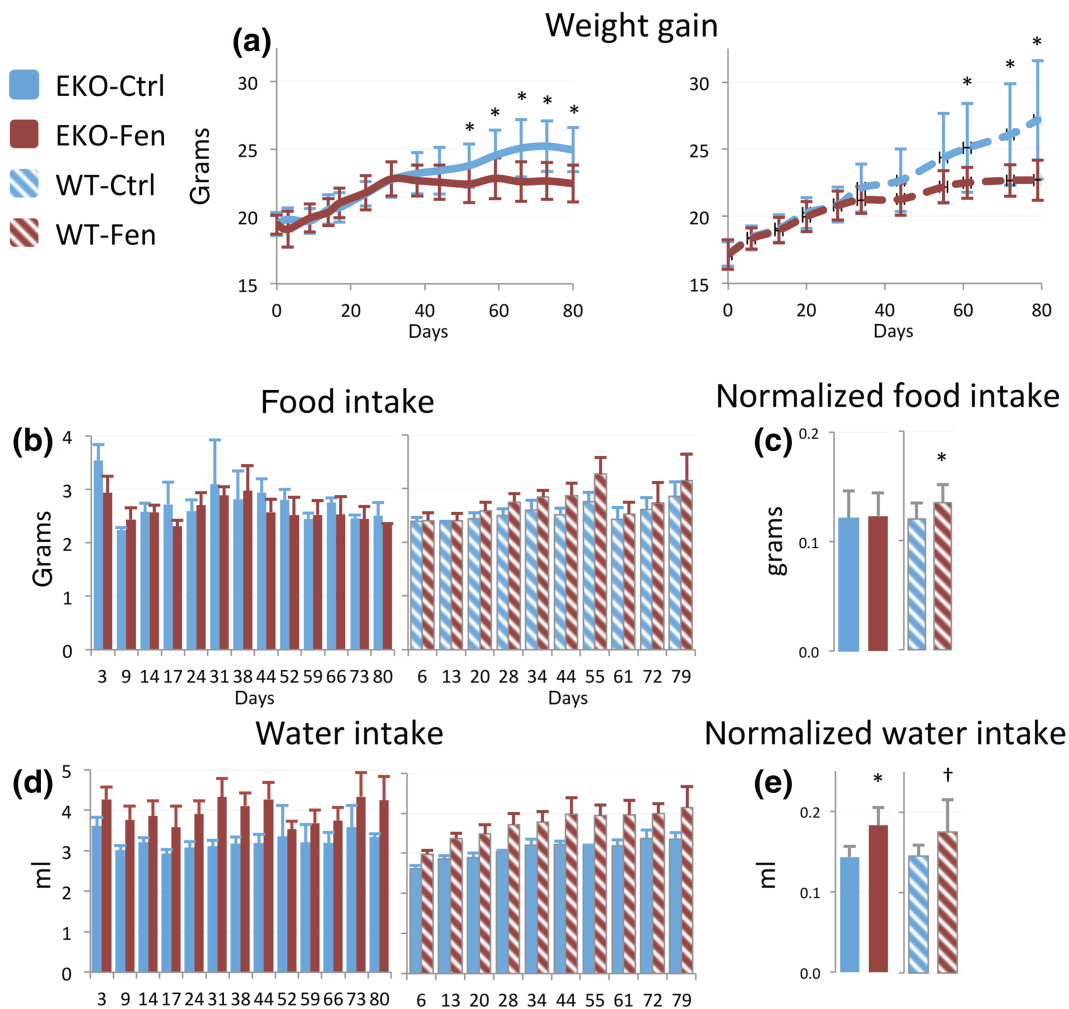 Weight gain
(a)
EKO-Ctrl
EKO-Fen
WT-Ctrl
WT-Fen
Grams
30
25
20
15
* * * * *
0 20 40 60 80
Days
30
25
20
15
* * *
0 20 40 60 80
Days
Food intake
(b)
Grams
4
3
2
1
0
3 9 14 17 24 31 38 44 52 59 66 73 80
Days
6 13 20 28 34 44 55 61 72 79
Normalized food intake
(c)
grams
0.2
0.1
0.0
*
Water intake
(d)
ml
5
4
3
2
1
0
3 9 14 17 24 31 38 44 52 59 66 73 80
6 13 20 28 34 44 55 61 72 79
Normalized water intake
(e)
ml
0.2
0.1
0.0
* †